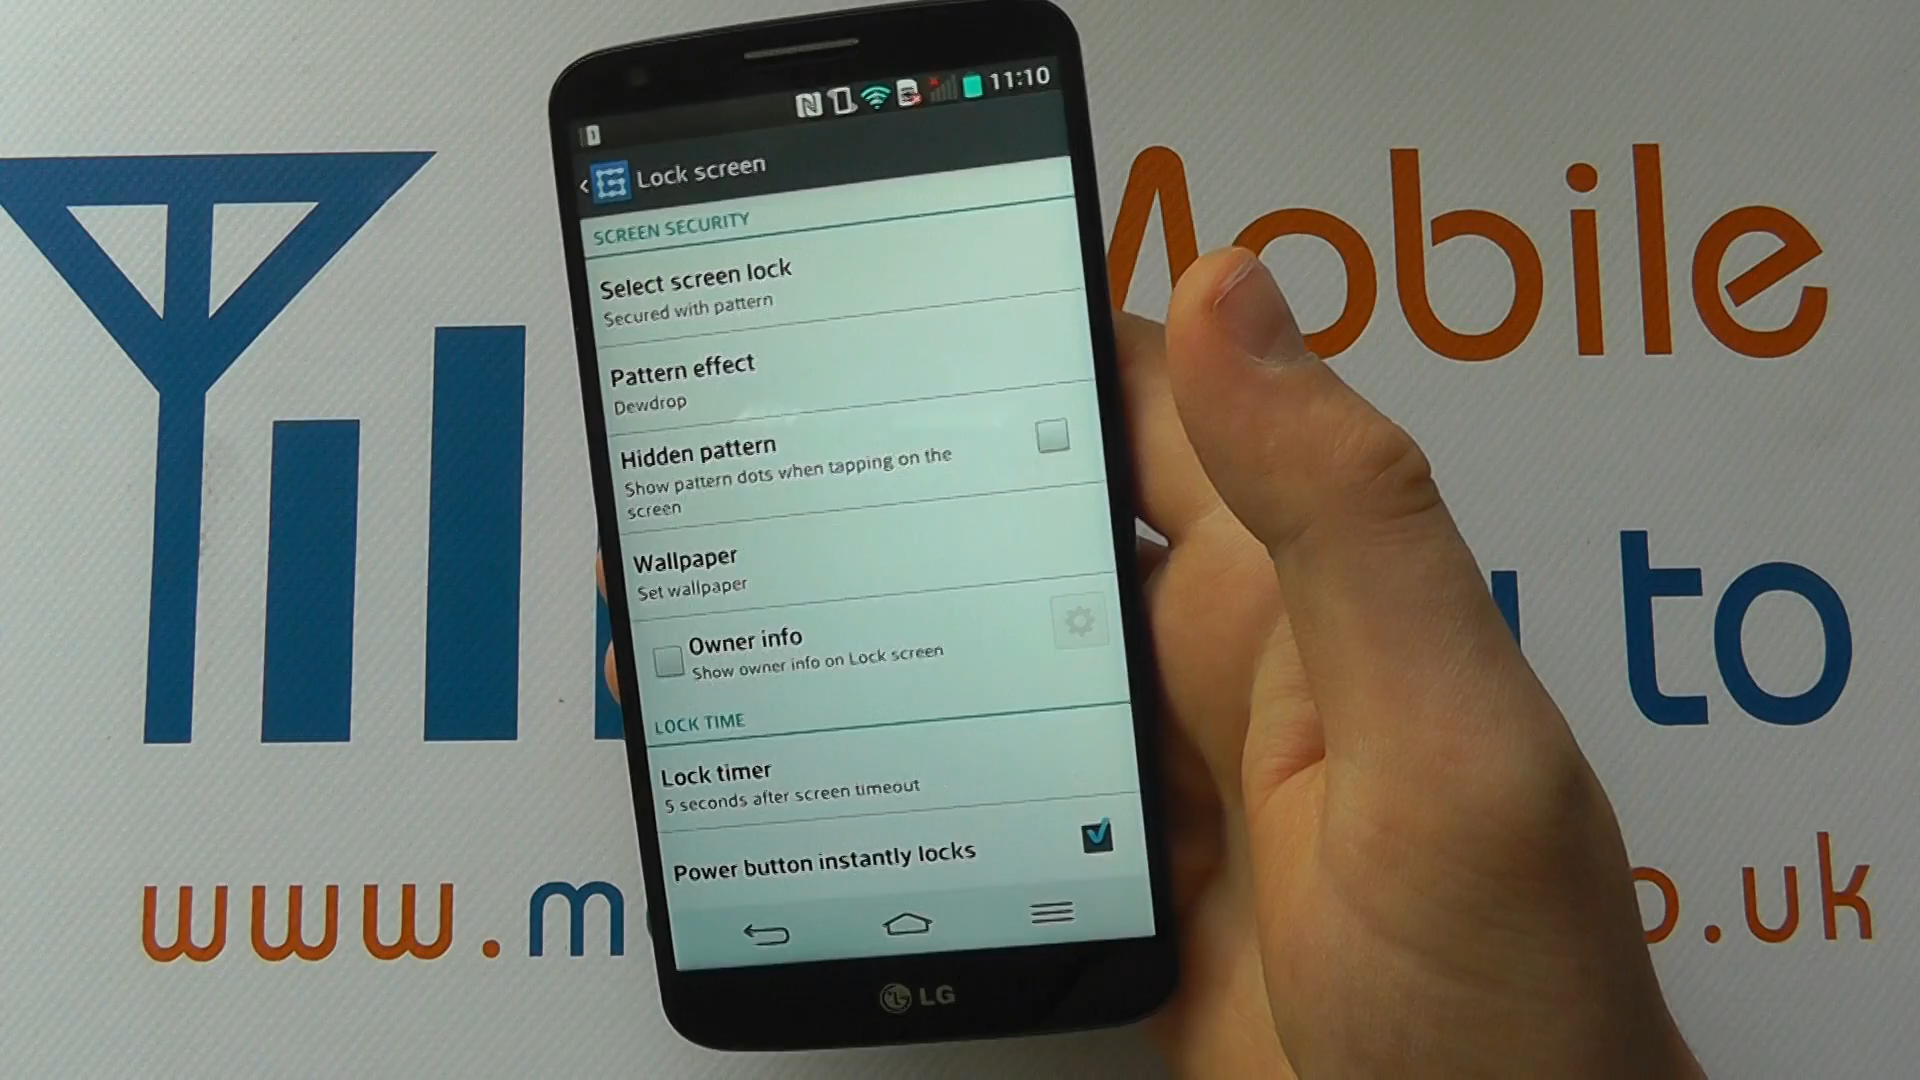 11:10
Lock screen
SCREEN SECURITY
Select screen lock
Secured with pattern
Pattern effect
Dewdrop
Hidden pattern
Show pattern dots when tapping on the
screen
Wallpaper
Set wallpaper
Owner info
Show owner info on Lock screen
LOCK TIME
Lock timer
5 seconds after screen timeout
Power button instantly locks
LG
Mobile
to
www.m
o.uk